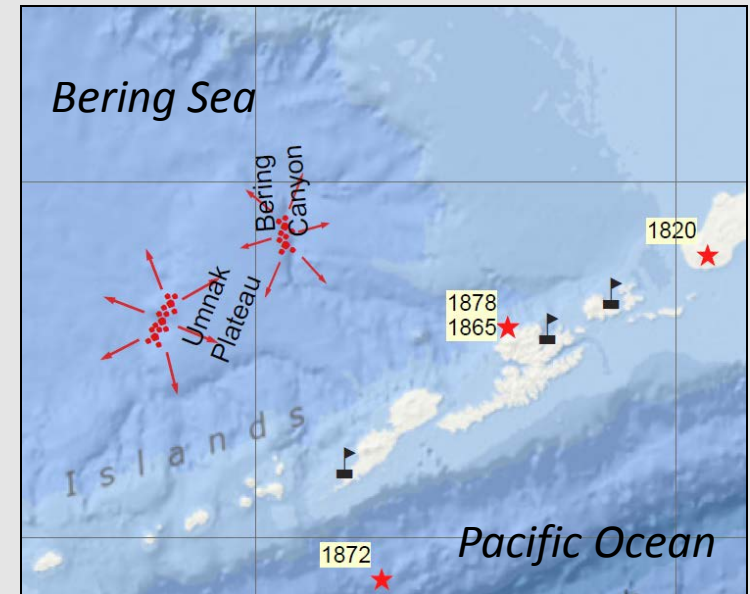 Bering Sea
Bering
Canyon
1820
Umnak
Plateau
1878
1865
Islands
1872
Pacific Ocean